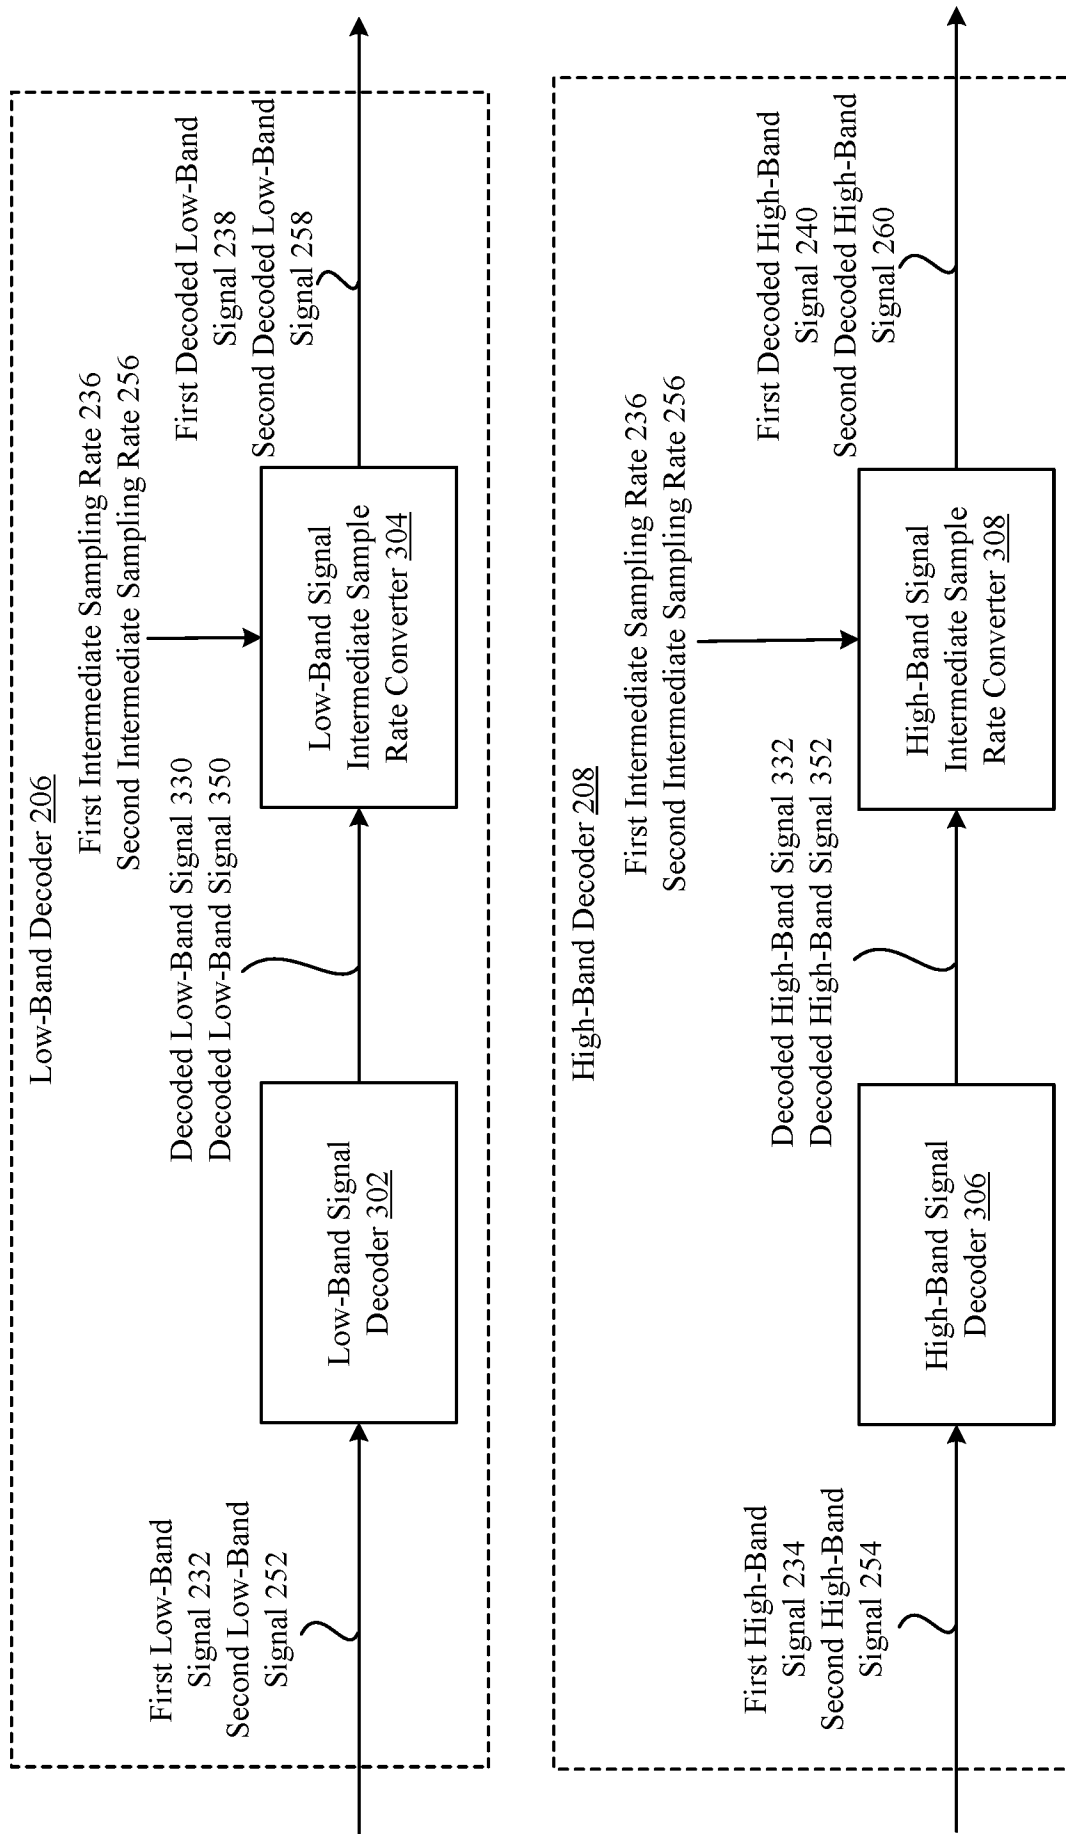 Low-Band Decoder 206
First Intermediate Sampling Rate 236
Second Intermediate Sampling Rate 256
First Low-Band
Signal 232
Second Low-Band
Signal 252
Low-Band Signal
Decoder 302
Decoded Low-Band Signal 330
Decoded Low-Band Signal 350
Low-Band Signal
Intermediate Sample
Rate Converter 304
First Decoded Low-Band
Signal 238
Second Decoded Low-Band
Signal 258
High-Band Decoder 208
First Intermediate Sampling Rate 236
Second Intermediate Sampling Rate 256
First High-Band
Signal 234
Second High-Band
Signal 254
High-Band Signal
Decoder 306
Decoded High-Band Signal 332
Decoded High-Band Signal 352
High-Band Signal
Intermediate Sample
Rate Converter 308
First Decoded High-Band
Signal 240
Second Decoded High-Band
Signal 260